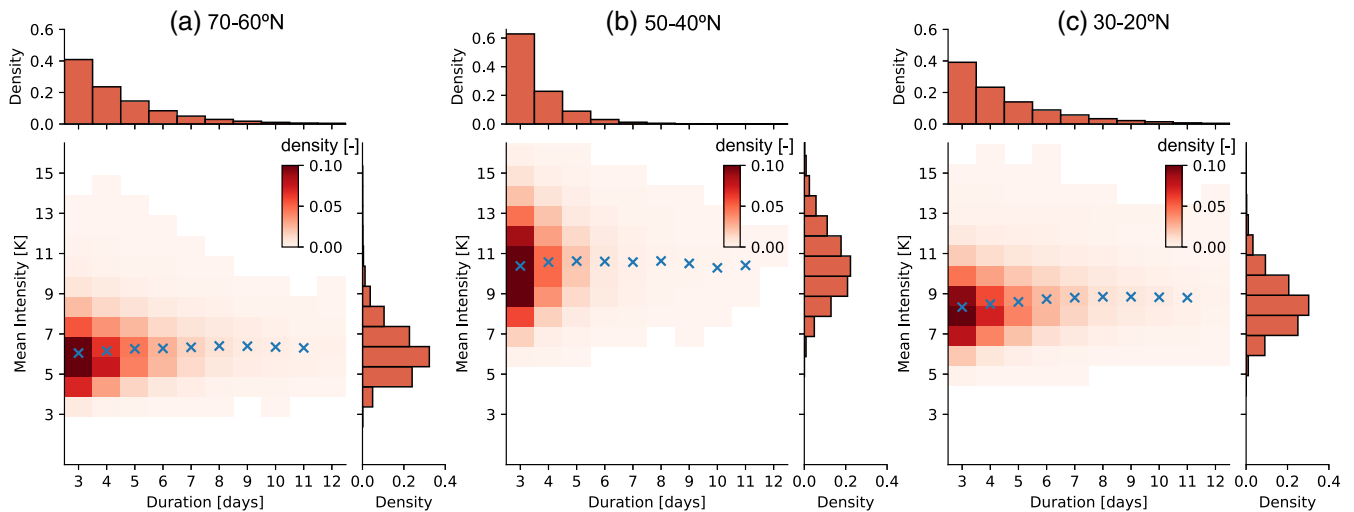 (a) 70-60ºN
0.6
0.4
0.2
0.0
Density
density [-]
0.10
0.05
0.00
15
13
11
9
7
5
3
Mean Intensity [K]
3 4 5 6 7 8 9 10 11 12
Duration [days]
0.0 0.2 0.4
Density
(b) 50-40ºN
0.6
0.4
0.2
0.0
Density
density [-]
0.10
0.05
0.00
15
13
11
9
7
5
3
Mean Intensity [K]
3 4 5 6 7 8 9 10 11 12
Duration [days]
0.0 0.2 0.4
Density
(c) 30-20ºN
0.6
0.4
0.2
0.0
Density
density [-]
0.10
0.05
0.00
15
13
11
9
7
5
3
Mean Intensity [K]
3 4 5 6 7 8 9 10 11 12
Duration [days]
0.0 0.2 0.4
Density